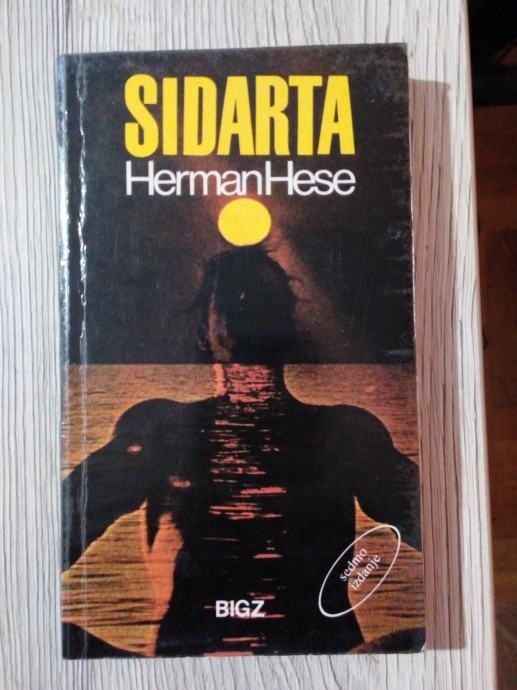 SIDARTA
Herman Hese
sedmo
izdanje
BIGZ